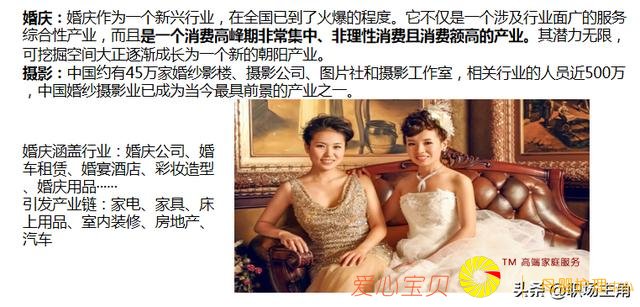 婚庆：婚庆作为一个新兴行业，在全国已到了火爆的程度。它不仅是一个涉及行业面广的服务
综合性产业，而且是一个消费高峰期非常集中、非理性消费且消费额高的产业。其潜力无限，
可挖掘空间大正逐渐成长为一个新的朝阳产业。
摄影：中国约有45万家婚纱影楼、摄影公司、图片社和摄影工作室，相关行业的人员近500万
，中国婚纱摄影业已成为当今最具前景的产业之一。
婚庆涵盖行业：婚庆公司、婚
车租赁、婚宴酒店、彩妆造型
、婚庆用品······
引发产业链：家电、家具、床
上用品、室内装修、房地产、
汽车
TM 高端家庭服务
爱心宝贝
头条@职场主角